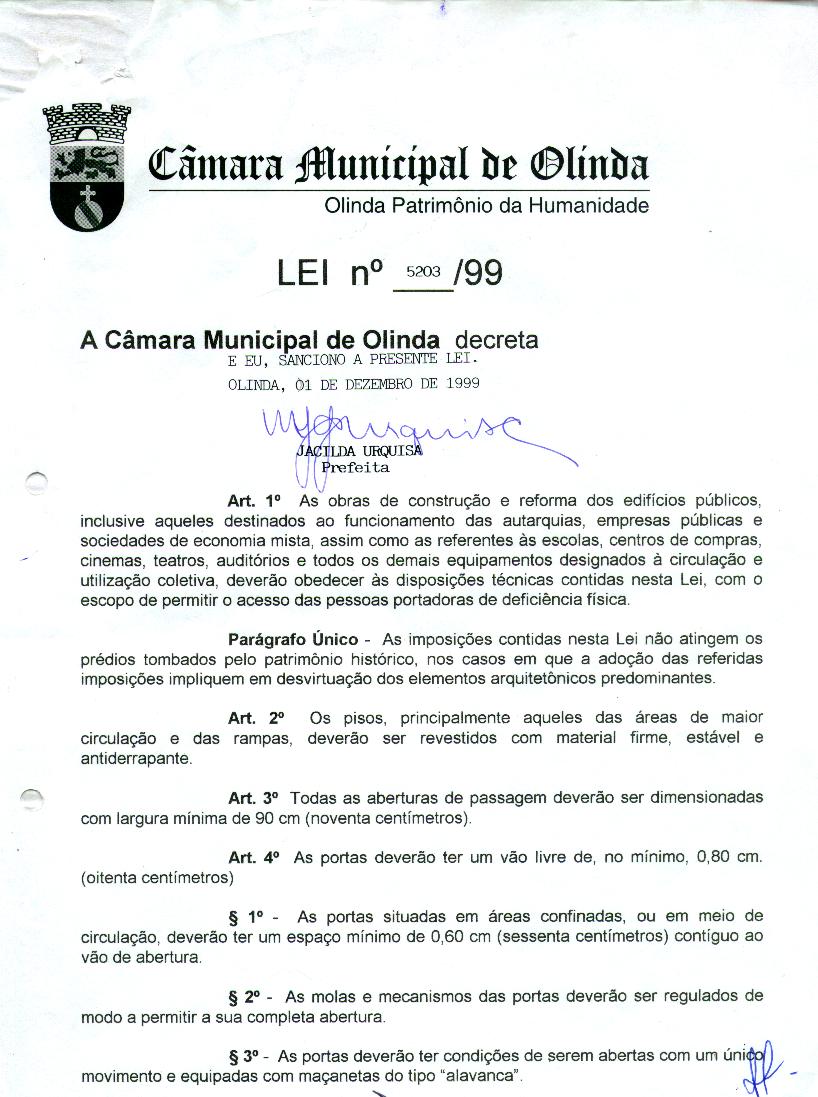 Câmara Municipal de Olinda
Olinda Patrimônio da Humanidade
LEI nº 5203/99
A Câmara Municipal de Olinda decreta
E EU, SANCIONO A PRESENTE LEI.
OLINDA, 01 DE DEZEMBRO DE 1999
JACILDA URQUISA
Prefeita
Art. 1º As obras de construção e reforma dos edifícios públicos,
inclusive aqueles destinados ao funcionamento das autarquias, empresas públicas e
sociedades de economia mista, assim como as referentes às escolas, centros de compras,
cinemas, teatros, auditórios e todos os demais equipamentos designados à circulação e
utilização coletiva, deverão obedecer às disposições técnicas contidas nesta Lei, com o
escopo de permitir o acesso das pessoas portadoras de deficiência física.
Parágrafo Único - As imposições contidas nesta Lei não atingem os
prédios tombados pelo patrimônio histórico, nos casos em que a adoção das referidas
imposições impliquem em desvirtuação dos elementos arquitetônicos predominantes.
Art. 2º Os pisos, principalmente aqueles das áreas de maior
circulação e das rampas, deverão ser revestidos com material firme, estável e
antiderrapante.
Art. 3º Todas as aberturas de passagem deverão ser dimensionadas
com largura mínima de 90 cm (noventa centímetros).
Art. 4º As portas deverão ter um vão livre de, no mínimo, 0,80 cm.
(oitenta centímetros)
§ 1º - As portas situadas em áreas confinadas, ou em meio de
circulação, deverão ter um espaço mínimo de 0,60 cm (sessenta centímetros) contíguo ao
vão de abertura.
§ 2º - As molas e mecanismos das portas deverão ser regulados de
modo a permitir a sua completa abertura.
§ 3º - As portas deverão ter condições de serem abertas com um único
movimento e equipadas com maçanetas do tipo “alavanca”.